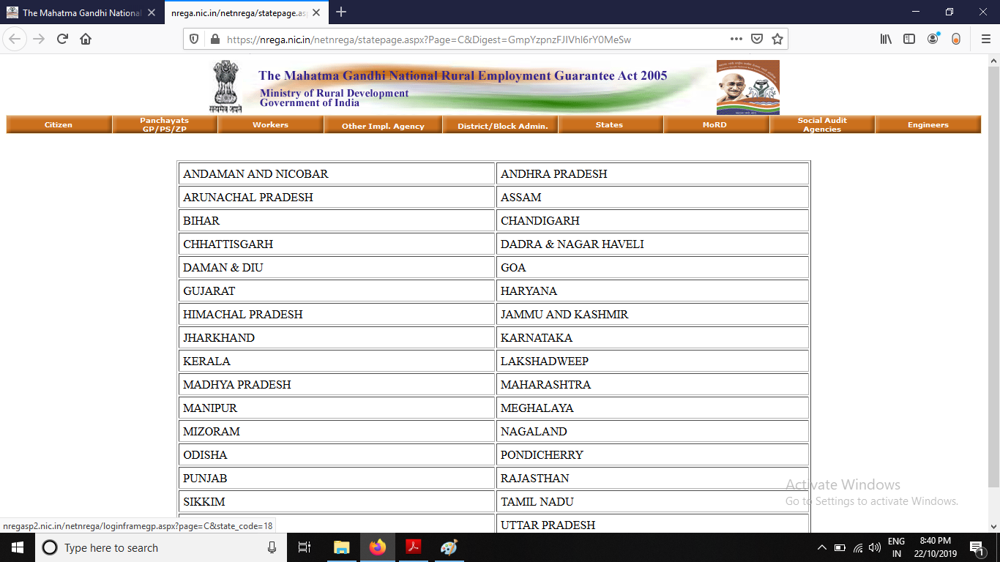 The Mahatma Gandhi National
nrega.nic.in/netnrega/statepage.as
https://nrega.nic.in/netnrega/statepage.aspx?Page=C&Digest=GmpYzpnzFJIVhl6rY0MeSw
The Mahatma Gandhi National Rural Employment Guarantee Act 2005
Ministry of Rural Development
Government of India
सत्यमेव जयते
Citizen
Panchayats
GP/PS/ZP
Workers
Other Impl. Agency
District/Block Admin.
States
MoRD
Social Audit
Agencies
Engineers
ANDAMAN AND NICOBAR
ANDHRA PRADESH
ARUNACHAL PRADESH
ASSAM
BIHAR
CHANDIGARH
CHHATTISGARH
DADRA & NAGAR HAVELI
DAMAN & DIU
GOA
GUJARAT
HARYANA
HIMACHAL PRADESH
JAMMU AND KASHMIR
JHARKHAND
KARNATAKA
KERALA
LAKSHADWEEP
MADHYA PRADESH
MAHARASHTRA
MANIPUR
MEGHALAYA
MIZORAM
NAGALAND
ODISHA
PONDICHERRY
PUNJAB
RAJASTHAN
SIKKIM
TAMIL NADU
UTTAR PRADESH
Activate Windows
Go to Settings to activate Windows.
nregasp2.nic.in/netnrega/loginframegp.aspx?page=C&state_code=18
Type here to search
ENG
IN
8:40 PM
22/10/2019
1